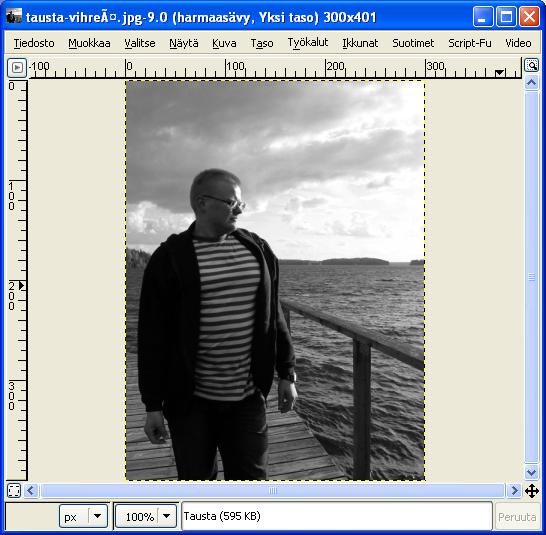 tausta-vihreÃ¤.jpg-9.0 (harmaasävy, Yksi taso) 300x401
Tiedosto Muokkaa Valitse Näytä Kuva Taso Työkalut Ikkunat Suotimet Script-Fu Video
-100 0 100 200 300
0
100
200
300
px 100% Tausta (595 KB) Peruuta